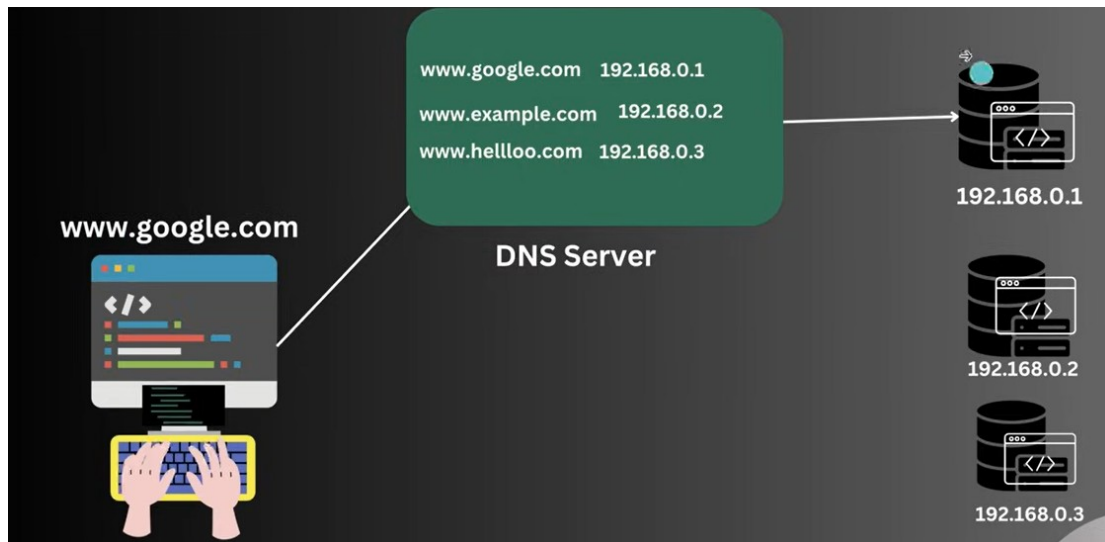 www.google.com 192.168.0.1
www.example.com 192.168.0.2
www.hellloo.com 192.168.0.3
DNS Server
www.google.com
</>
</>
192.168.0.1
</>
192.168.0.2
</>
192.168.0.3